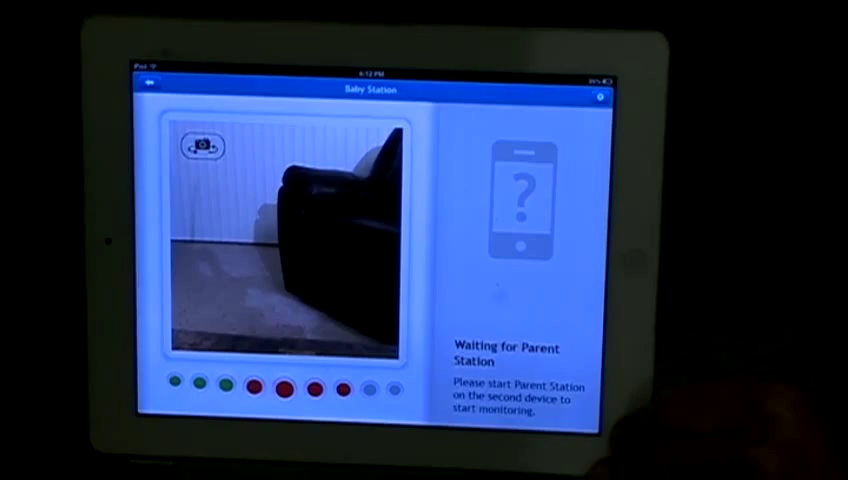 iPad
6:12 PM
Baby Station
?
Waiting for Parent
Station
Please start Parent Station
on the second device to
start monitoring.